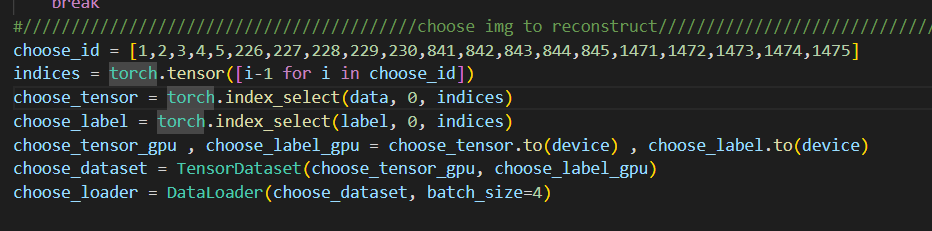 break
#///////////////////////////////////////////choose img to reconstruct//////////////////////////////
choose_id = [1,2,3,4,5,226,227,228,229,230,841,842,843,844,845,1471,1472,1473,1474,1475]
indices = torch.tensor([i-1 for i in choose_id])
choose_tensor = torch.index_select(data, 0, indices)
choose_label = torch.index_select(label, 0, indices)
choose_tensor_gpu , choose_label_gpu = choose_tensor.to(device) , choose_label.to(device)
choose_dataset = TensorDataset(choose_tensor_gpu, choose_label_gpu)
choose_loader = DataLoader(choose_dataset, batch_size=4)